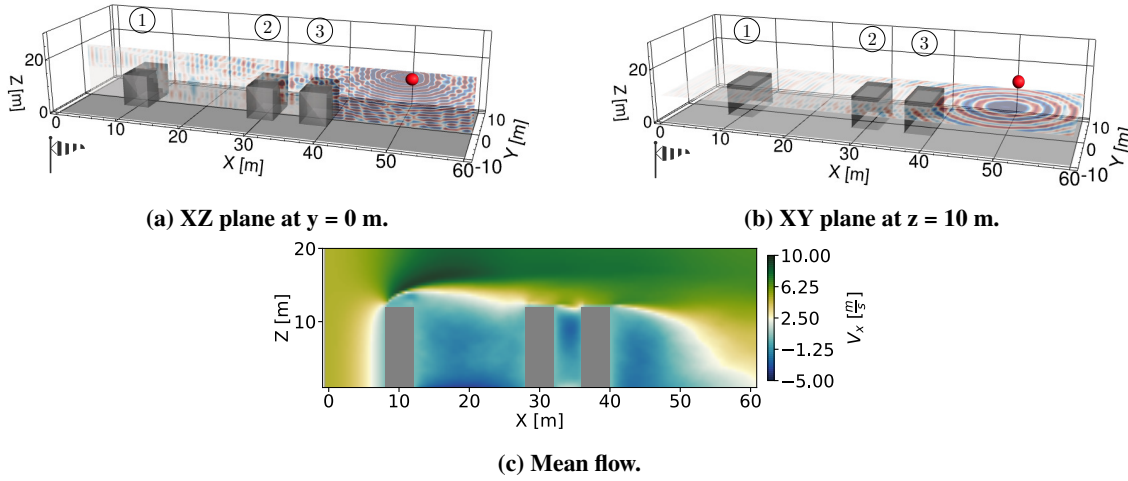 ① ② ③
20
Z [m]
0
0 10 20 30 40 50 60
X [m]
10
0
-10
Y [m]
(a) XZ plane at y = 0 m.
① ② ③
20
Z [m]
0
0 10 20 30 40 50 60
X [m]
10
0
-10
Y [m]
(b) XY plane at z = 10 m.
20
10
Z [m]
0 10 20 30 40 50 60
X [m]
10.00
6.25
2.50
−1.25
−5.00
V_x [m/s]
(c) Mean flow.